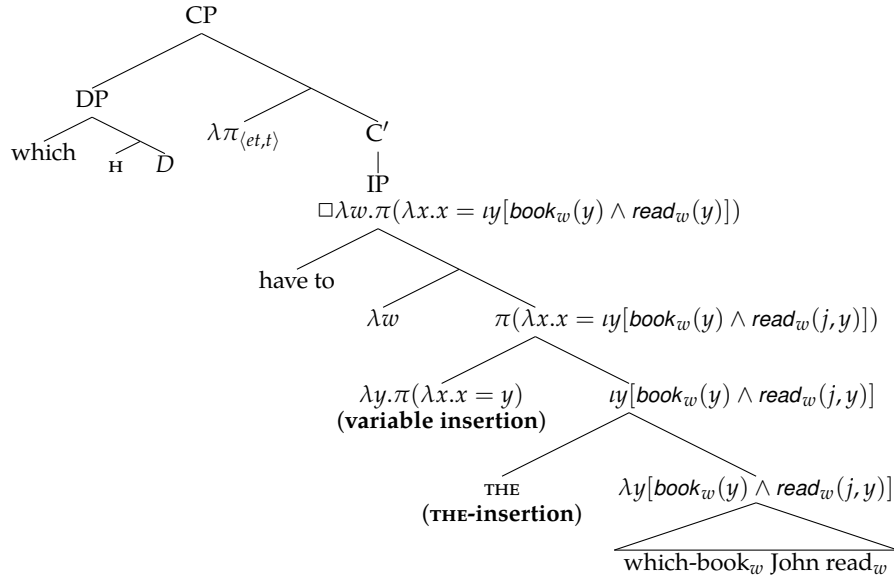 CP
DP
λπ⟨et,t⟩
C′
which
H
D
IP
□λw.π(λx.x = ιy[book_w(y) ∧ read_w(y)])
have to
λw
π(λx.x = ιy[book_w(y) ∧ read_w(j, y)])
λy.π(λx.x = y)
ιy[book_w(y) ∧ read_w(j, y)]
(variable insertion)
THE
λy[book_w(y) ∧ read_w(j, y)]
(THE-insertion)
which-book_w John read_w